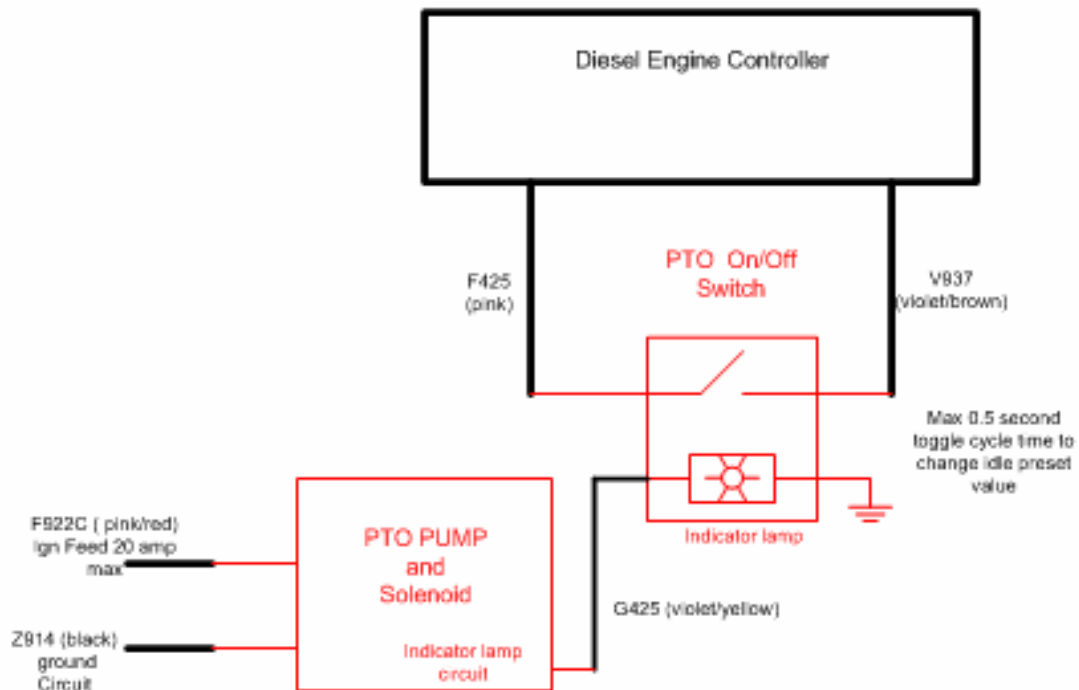 Diesel Engine Controller
F425
(pink)
PTO On/Off
Switch
V937
(violet/brown)
Max 0.5 second
toggle cycle time to
change idle preset
value
Indicator lamp
F922C ( pink/red)
Ign Feed 20 amp
max
PTO PUMP
and
Solenoid
G425 (violet/yellow)
Z914 (black)
ground
Circuit
Indicator lamp
circuit